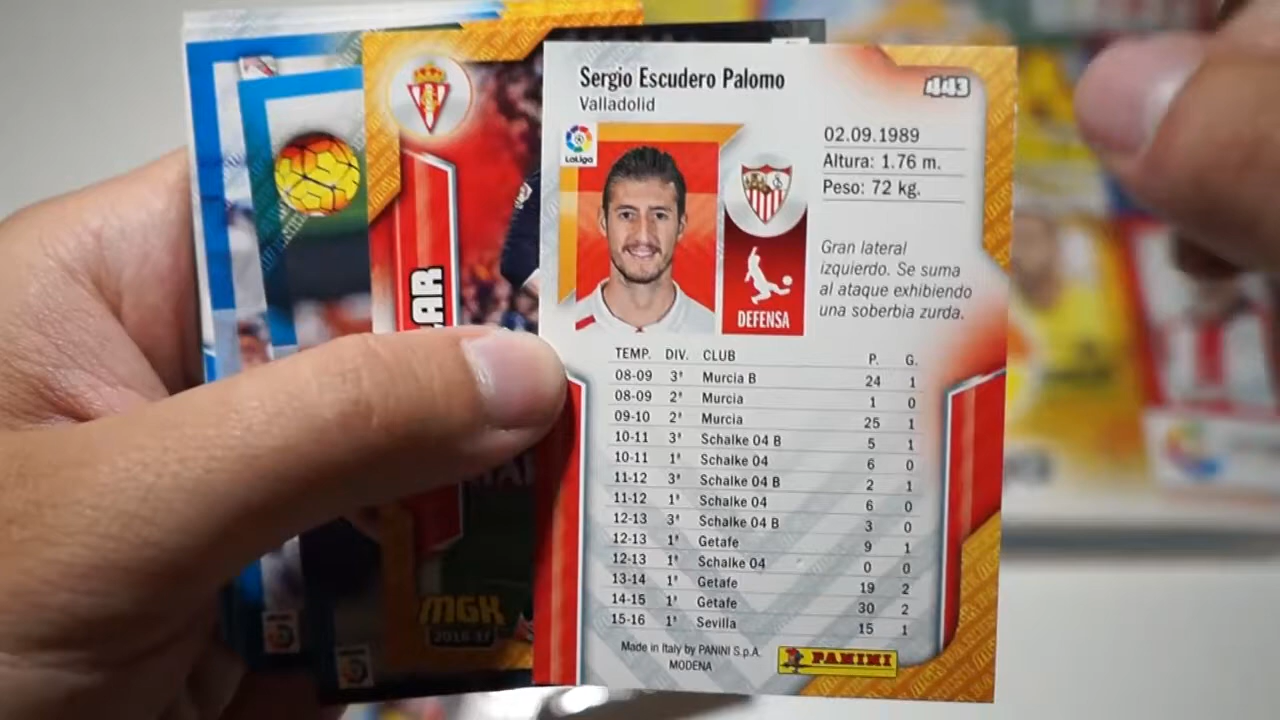 Sergio Escudero Palomo
443
Valladolid
LaLiga
02.09.1989
Altura: 1.76 m.
Peso: 72 kg.
Gran lateral
izquierdo. Se suma
al ataque exhibiendo
una soberbia zurda.
DEFENSA
TEMP. DIV. CLUB P. G.
08-09 3ª Murcia B 24 1
08-09 2ª Murcia 1 0
09-10 2ª Murcia 25 1
10-11 3ª Schalke 04 B 5 1
10-11 1ª Schalke 04 6 0
11-12 3ª Schalke 04 B 2 1
11-12 1ª Schalke 04 6 0
12-13 3ª Schalke 04 B 3 0
12-13 1ª Getafe 9 1
12-13 1ª Schalke 04 0 0
13-14 1ª Getafe 19 2
14-15 1ª Getafe 30 2
15-16 1ª Sevilla 15 1
Made in Italy by PANINI S.p.A.
MODENA
PANINI
LAR
MGK
2016-17